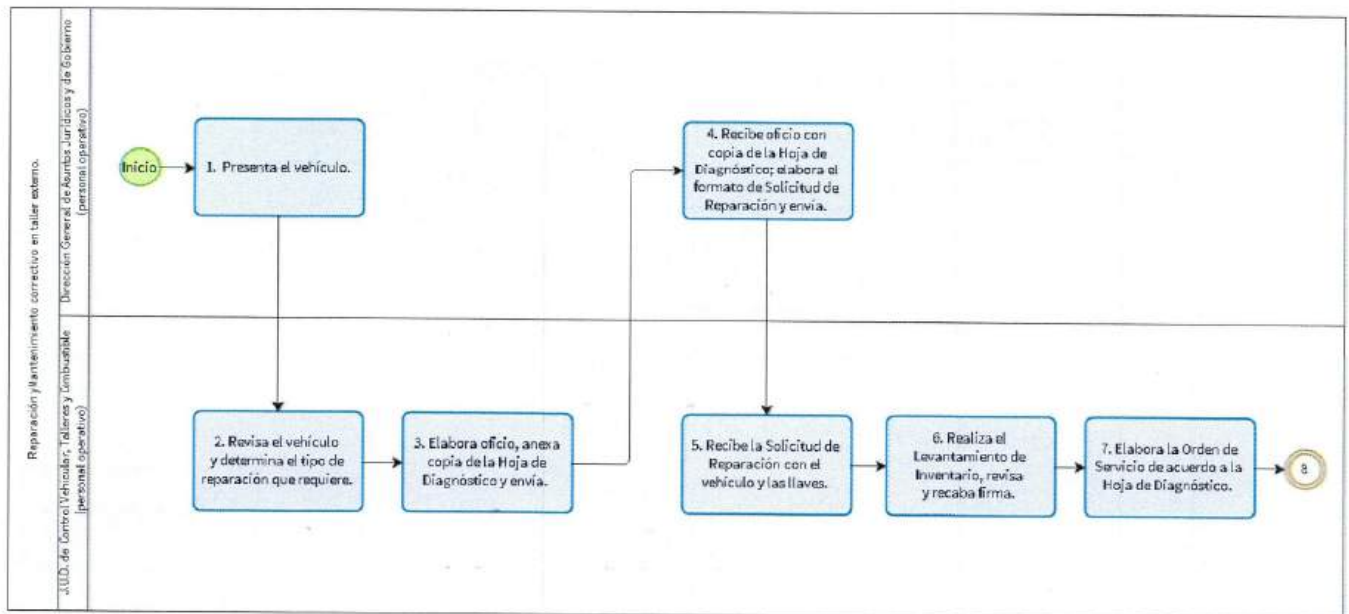 Reparación y Mantenimiento correctivo en taller externo.
Dirección General de Asuntos Jurídicos y de Gobierno
(personal operativo)
Inicio
1. Presenta el vehículo.
4. Recibe oficio con
copia de la Hoja de
Diagnóstico; elabora el
formato de Solicitud de
Reparación y envía.
J.U.D. de Control Vehicular, Talleres y Combustible
(personal operativo)
2. Revisa el vehículo
y determina el tipo de
reparación que requiere.
3. Elabora oficio, anexa
copia de la Hoja de
Diagnóstico y envía.
5. Recibe la Solicitud de
Reparación con el
vehículo y las llaves.
6. Realiza el
Levantamiento de
Inventario, revisa
y recaba firma.
7. Elabora la Orden de
Servicio de acuerdo a la
Hoja de Diagnóstico.
8